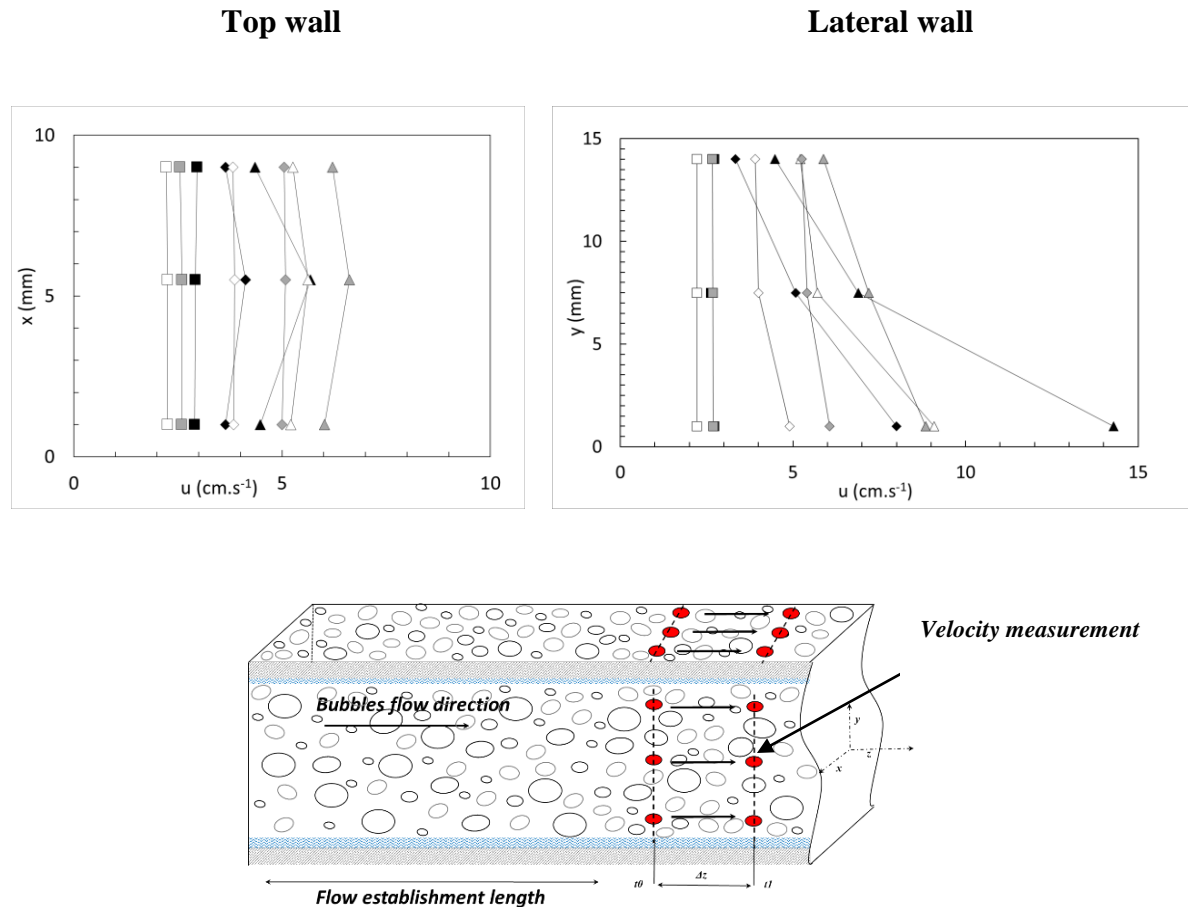 Top wall
Lateral wall
10
5
0
x (mm)
0
5
10
u (cm.s-1)
15
10
5
0
y (mm)
0
5
10
15
u (cm.s-1)
Velocity measurement
Bubbles flow direction
y
z
x
t0
Δz
t1
Flow establishment length